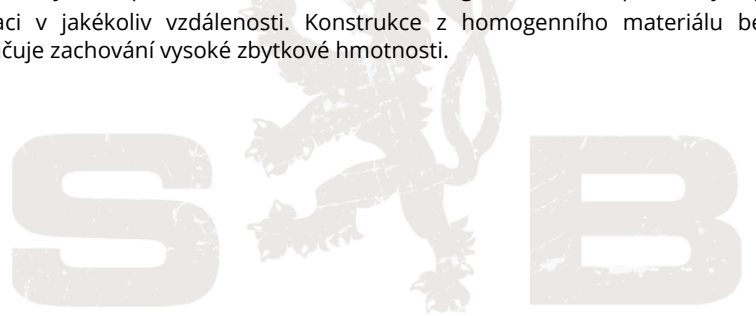 aci v jakékoliv vzdálenosti. Konstrukce z homogenního materiálu be
čuje zachování vysoké zbytkové hmotnosti.
S B